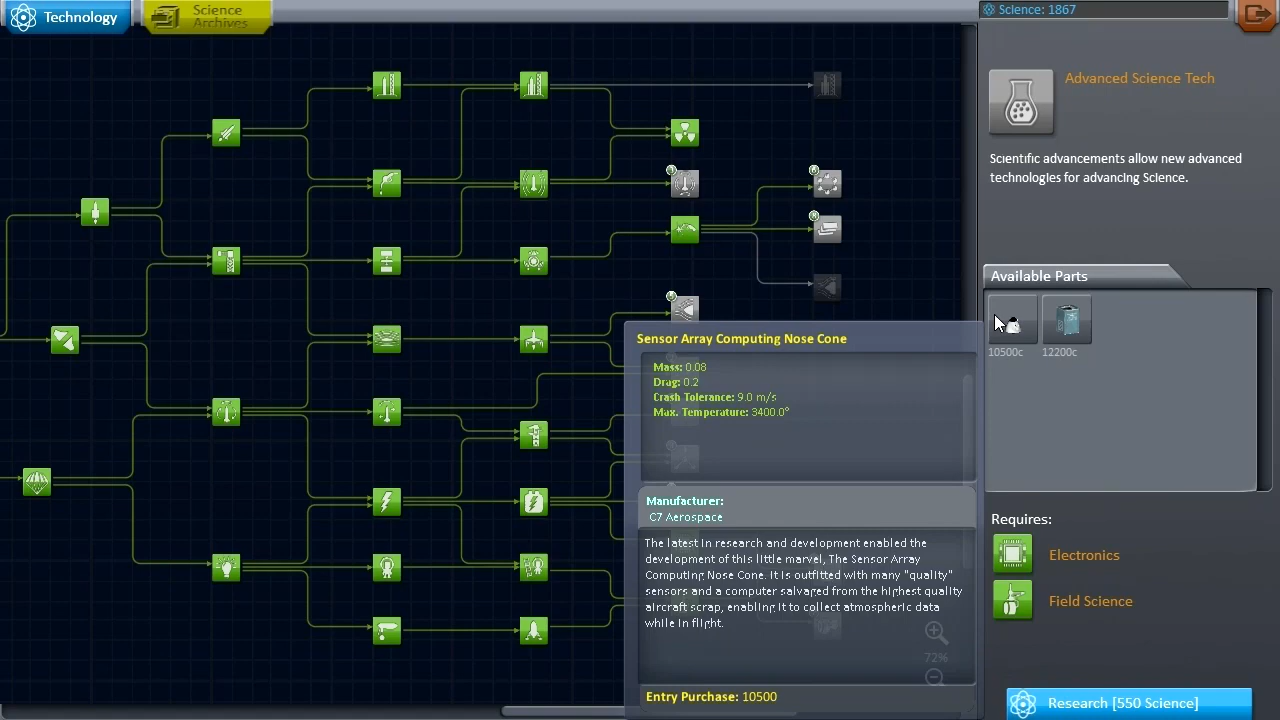 Technology
Science
Archives
Science: 1867
Advanced Science Tech
Scientific advancements allow new advanced
technologies for advancing Science.
Available Parts
10500c
12200c
Sensor Array Computing Nose Cone
Mass: 0.08
Drag: 0.2
Crash Tolerance: 9.0 m/s
Max. Temperature: 3400.0°
Manufacturer:
C7 Aerospace
The latest in research and development enabled the
development of this little marvel, The Sensor Array
Computing Nose Cone. It is outfitted with many "quality"
sensors and a computer salvaged from the highest quality
aircraft scrap, enabling it to collect atmospheric data
while in flight.
72%
Entry Purchase: 10500
Requires:
Electronics
Field Science
Research [550 Science]